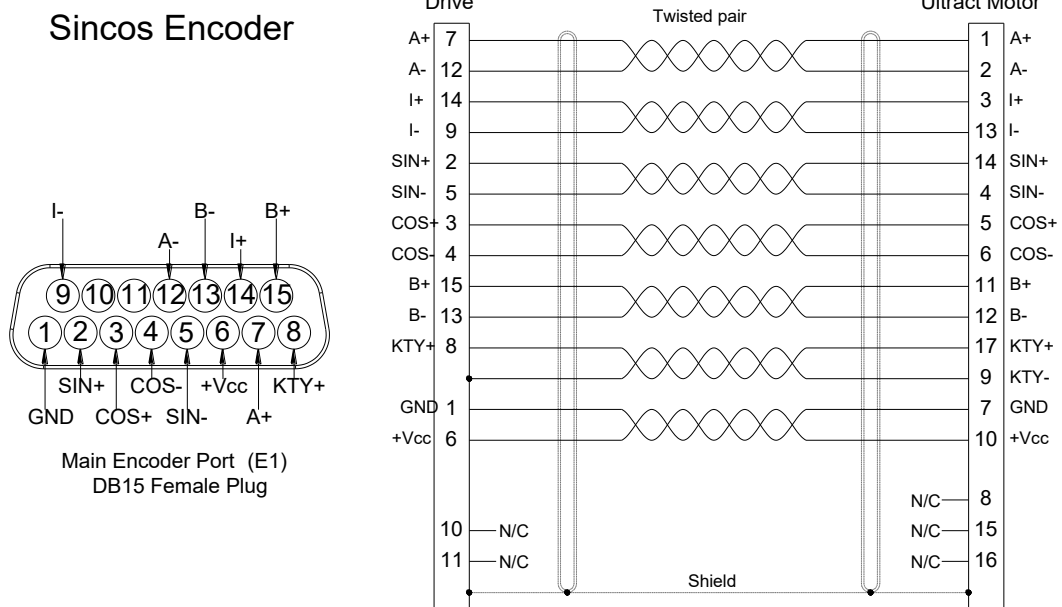 Sincos Encoder
I- B- B+
A- I+
9 10 11 12 13 14 15
1 2 3 4 5 6 7 8
SIN+ COS- +Vcc KTY+
GND COS+ SIN- A+
Main Encoder Port (E1)
DB15 Female Plug
Drive Ultract Motor
Twisted pair
A+ 7 1 A+
A- 12 2 A-
I+ 14 3 I+
I- 9 13 I-
SIN+ 2 14 SIN+
SIN- 5 4 SIN-
COS+ 3 5 COS+
COS- 4 6 COS-
B+ 15 11 B+
B- 13 12 B-
KTY+ 8 17 KTY+
9 KTY-
GND 1 7 GND
+Vcc 6 10 +Vcc
N/C 8
10 N/C N/C 15
11 N/C N/C 16
Shield